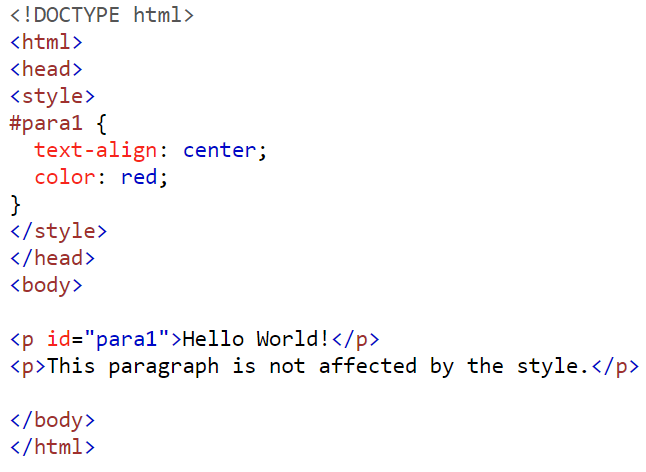 <!DOCTYPE html>
<html>
<head>
<style>
#para1 {
  text-align: center;
  color: red;
}
</style>
</head>
<body>

<p id="para1">Hello World!</p>
<p>This paragraph is not affected by the style.</p>

</body>
</html>